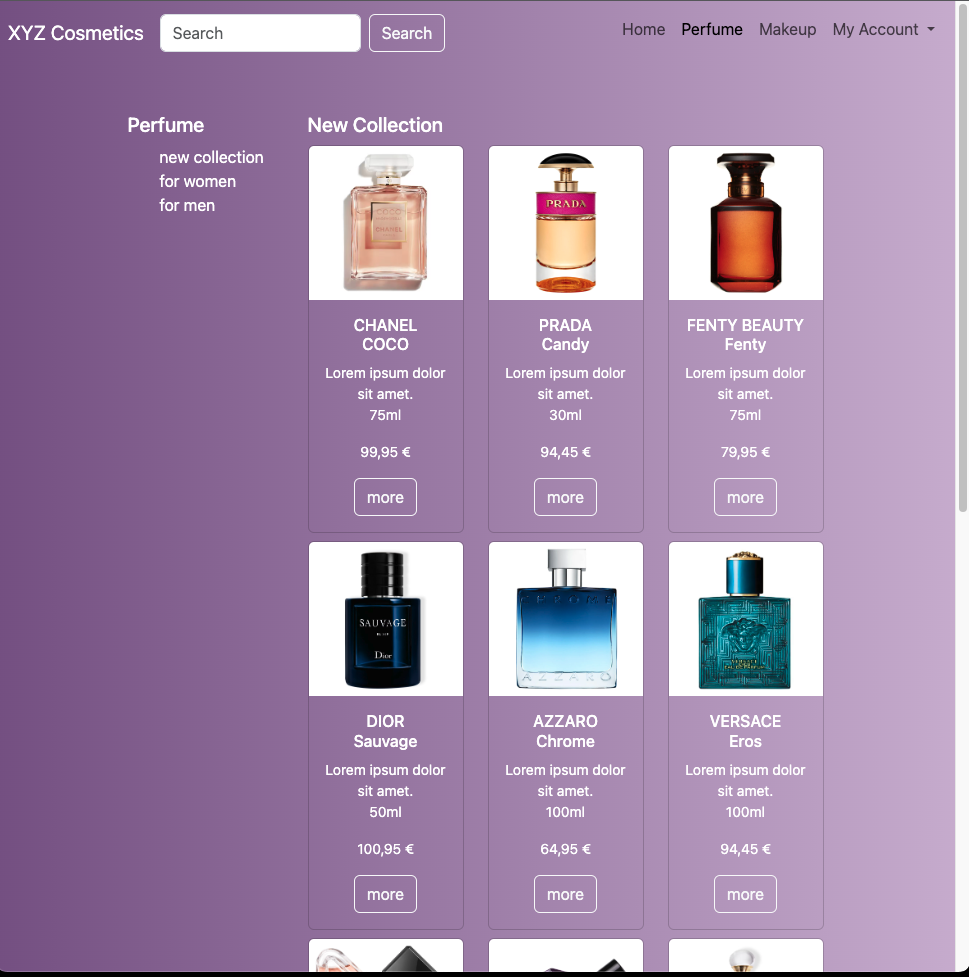 XYZ Cosmetics
Search
Search
Home
Perfume
Makeup
My Account
Perfume
new collection
for women
for men
New Collection
COCO
CHANEL
PRADA
CHANEL
COCO
Lorem ipsum dolor
sit amet.
75ml
99,95 €
more
PRADA
Candy
Lorem ipsum dolor
sit amet.
30ml
94,45 €
more
FENTY BEAUTY
Fenty
Lorem ipsum dolor
sit amet.
75ml
79,95 €
more
SAUVAGE
Dior
CHROME
AZZARO
DIOR
Sauvage
Lorem ipsum dolor
sit amet.
50ml
100,95 €
more
AZZARO
Chrome
Lorem ipsum dolor
sit amet.
100ml
64,95 €
more
VERSACE
Eros
Lorem ipsum dolor
sit amet.
100ml
94,45 €
more